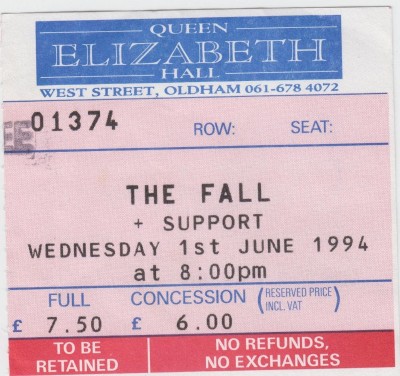 QUEEN
ELIZABETH
HALL
WEST STREET, OLDHAM 061-678 4072
01374 ROW: SEAT:
THE FALL
+ SUPPORT
WEDNESDAY 1st JUNE 1994
at 8:00pm
FULL CONCESSION (RESERVED PRICE INCL. VAT)
£ 7.50 £ 6.00
TO BE RETAINED
NO REFUNDS, NO EXCHANGES